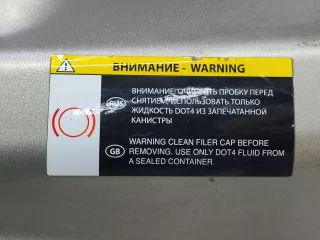 ВНИМАНИЕ - WARNING
RUS
ВНИМАНИЕ ОЧИСТИТЬ ПРОБКУ ПЕРЕД
СНЯТИЕМ, ИСПОЛЬЗОВАТЬ ТОЛЬКО
ЖИДКОСТЬ DOT4 ИЗ ЗАПЕЧАТАННОЙ
КАНИСТРЫ
GB
WARNING CLEAN FILER CAP BEFORE
REMOVING. USE ONLY DOT4 FLUID FROM
A SEALED CONTAINER.